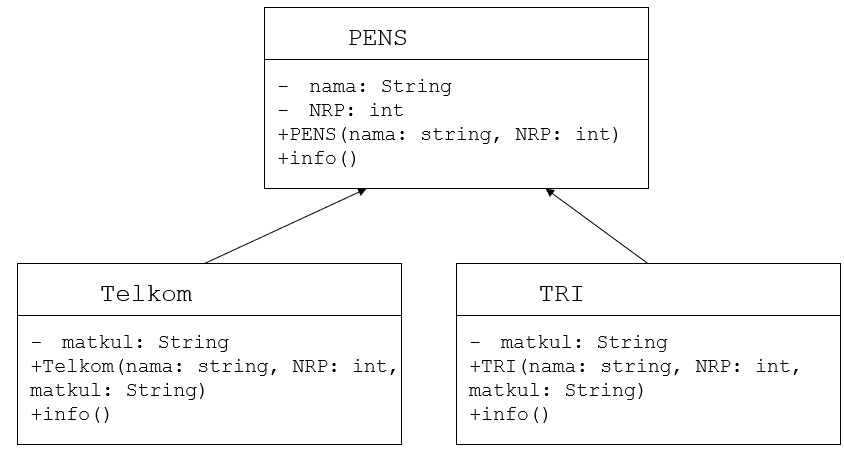 PENS
- nama: String
- NRP: int
+PENS(nama: string, NRP: int)
+info()
Telkom
- matkul: String
+Telkom(nama: string, NRP: int,
matkul: String)
+info()
TRI
- matkul: String
+TRI(nama: string, NRP: int,
matkul: String)
+info()